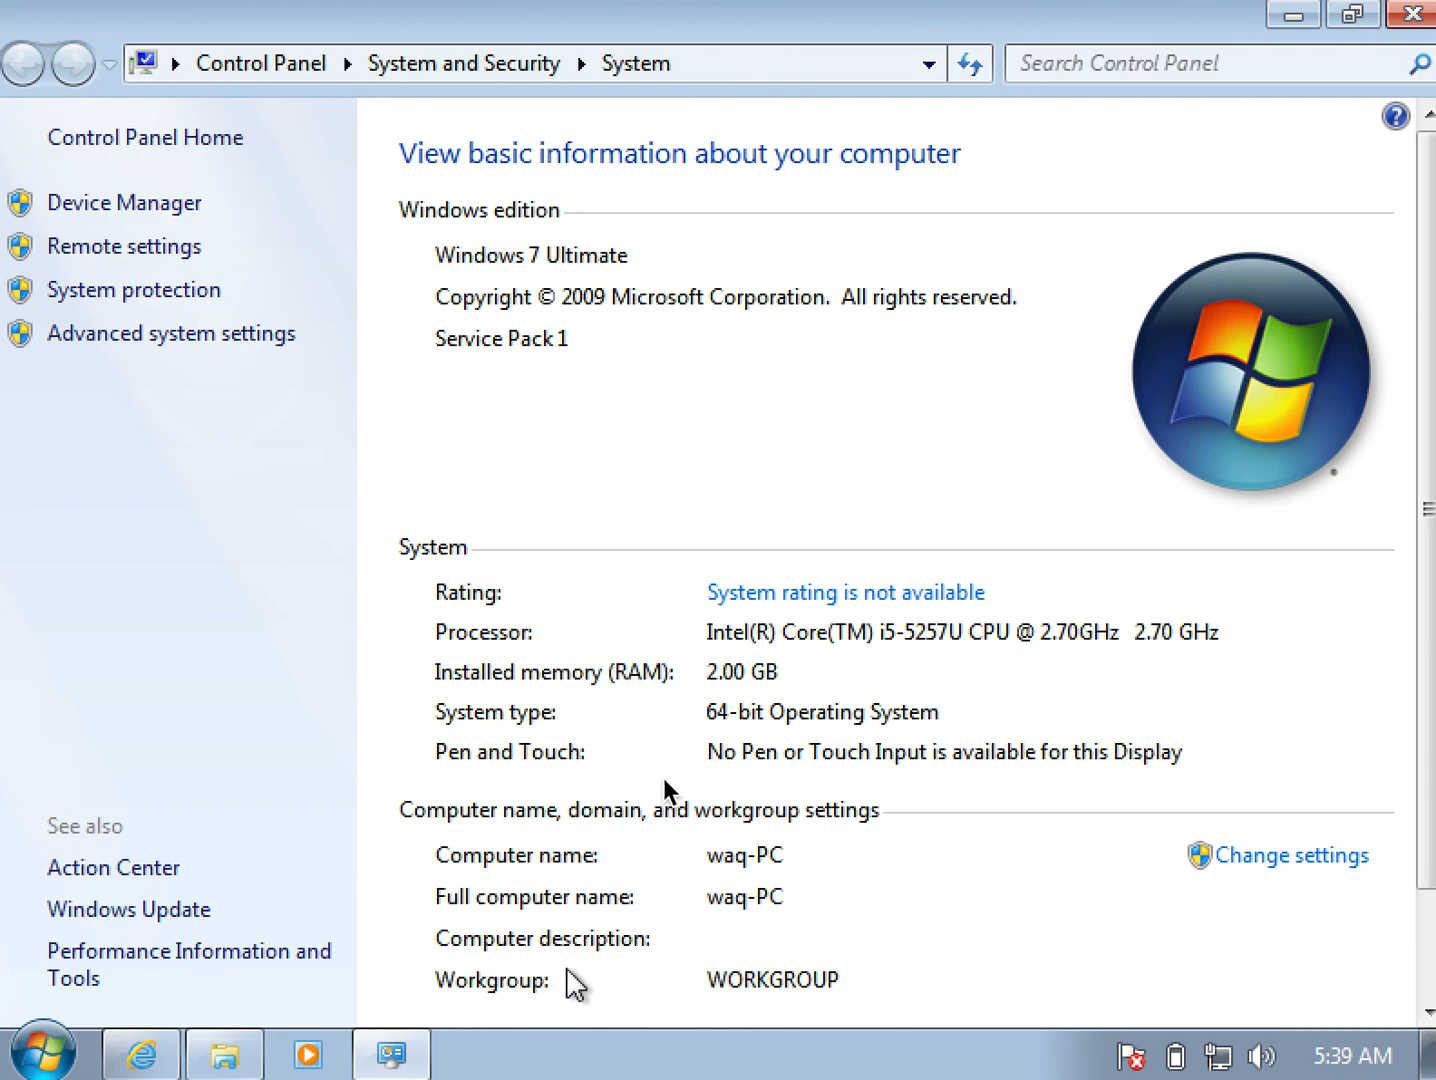 Control Panel System and Security System
Search Control Panel
Control Panel Home
Device Manager
Remote settings
System protection
Advanced system settings
See also
Action Center
Windows Update
Performance Information and
Tools
View basic information about your computer
Windows edition
Windows 7 Ultimate
Copyright © 2009 Microsoft Corporation. All rights reserved.
Service Pack 1
System
Rating: System rating is not available
Processor: Intel(R) Core(TM) i5-5257U CPU @ 2.70GHz 2.70 GHz
Installed memory (RAM): 2.00 GB
System type: 64-bit Operating System
Pen and Touch: No Pen or Touch Input is available for this Display
Computer name, domain, and workgroup settings
Computer name: waq-PC Change settings
Full computer name: waq-PC
Computer description:
Workgroup: WORKGROUP
5:39 AM